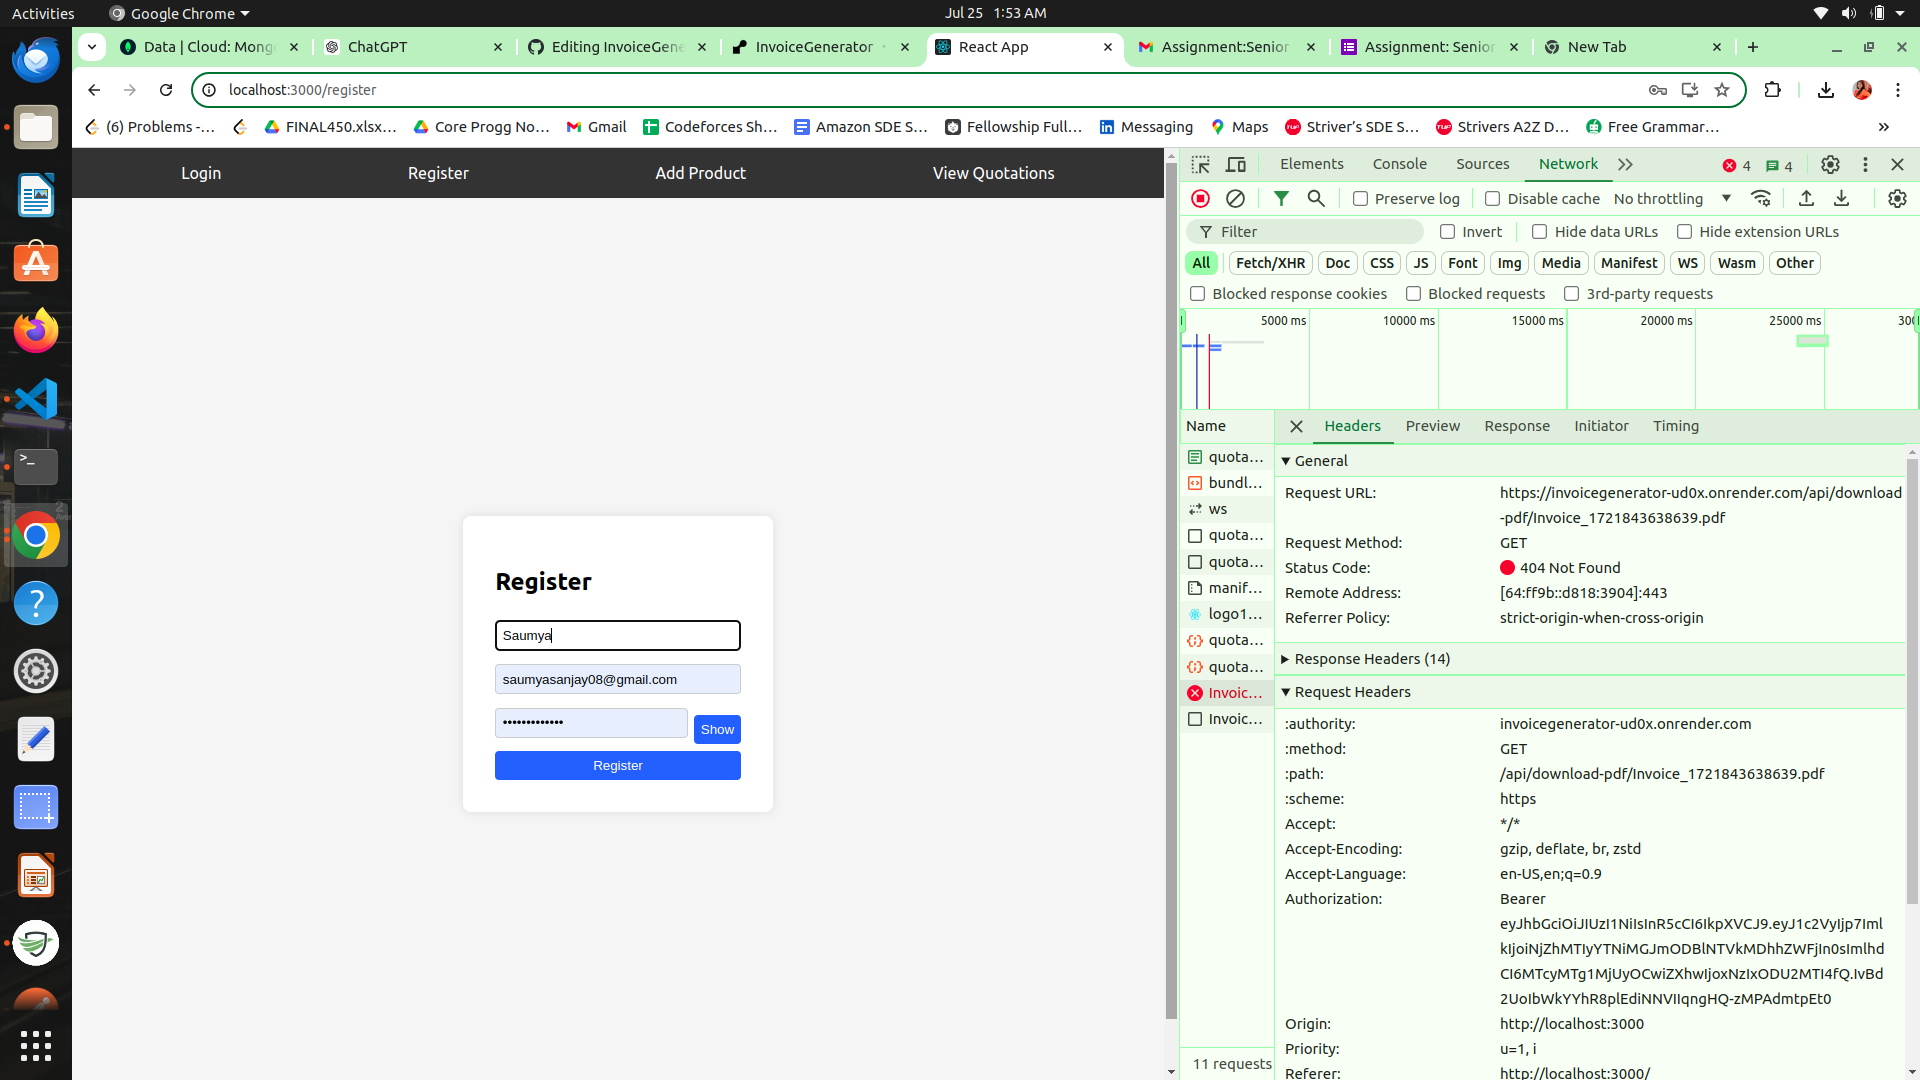 Activities
Google Chrome
Jul 25 1:53 AM
Data | Cloud: Mong
ChatGPT
Editing InvoiceGene
InvoiceGenerator
React App
Assignment:Senior
Assignment: Senior
New Tab
localhost:3000/register
(6) Problems -...
FINAL450.xlsx...
Core Progg No...
Gmail
Codeforces Sh...
Amazon SDE S...
Fellowship Full...
Messaging
Maps
Striver's SDE S...
Strivers A2Z D...
Free Grammar...
Login
Register
Add Product
View Quotations
Register
Saumya
saumyasanjay08@gmail.com
•••••••••••••
Show
Register
Elements
Console
Sources
Network
4
4
Preserve log
Disable cache
No throttling
Filter
Invert
Hide data URLs
Hide extension URLs
All
Fetch/XHR
Doc
CSS
JS
Font
Img
Media
Manifest
WS
Wasm
Other
Blocked response cookies
Blocked requests
3rd-party requests
5000 ms
10000 ms
15000 ms
20000 ms
25000 ms
Name
quota...
bundl...
ws
quota...
quota...
manif...
logo1...
quota...
quota...
Invoic...
Invoic...
11 requests
Headers
Preview
Response
Initiator
Timing
General
Request URL: https://invoicegenerator-ud0x.onrender.com/api/download
-pdf/Invoice_1721843638639.pdf
Request Method: GET
Status Code: 404 Not Found
Remote Address: [64:ff9b::d818:3904]:443
Referrer Policy: strict-origin-when-cross-origin
Response Headers (14)
Request Headers
:authority: invoicegenerator-ud0x.onrender.com
:method: GET
:path: /api/download-pdf/Invoice_1721843638639.pdf
:scheme: https
Accept: */*
Accept-Encoding: gzip, deflate, br, zstd
Accept-Language: en-US,en;q=0.9
Authorization: Bearer
eyJhbGciOiJIUzI1NiIsInR5cCI6IkpXVCJ9.eyJ1c2VyIjp7Iml
kIjoiNjZhMTIyYTNiMGJmODBlNTVkMDhhZWFjIn0sImlhd
CI6MTcyMTg1MjUyOCwiZXhwIjoxNzIxODU2MTI4fQ.IvBd
2UoIbWkYYhR8plEdiNNVIIqngHQ-zMPAdmtpEt0
Origin: http://localhost:3000
Priority: u=1, i
Referer: http://localhost:3000/